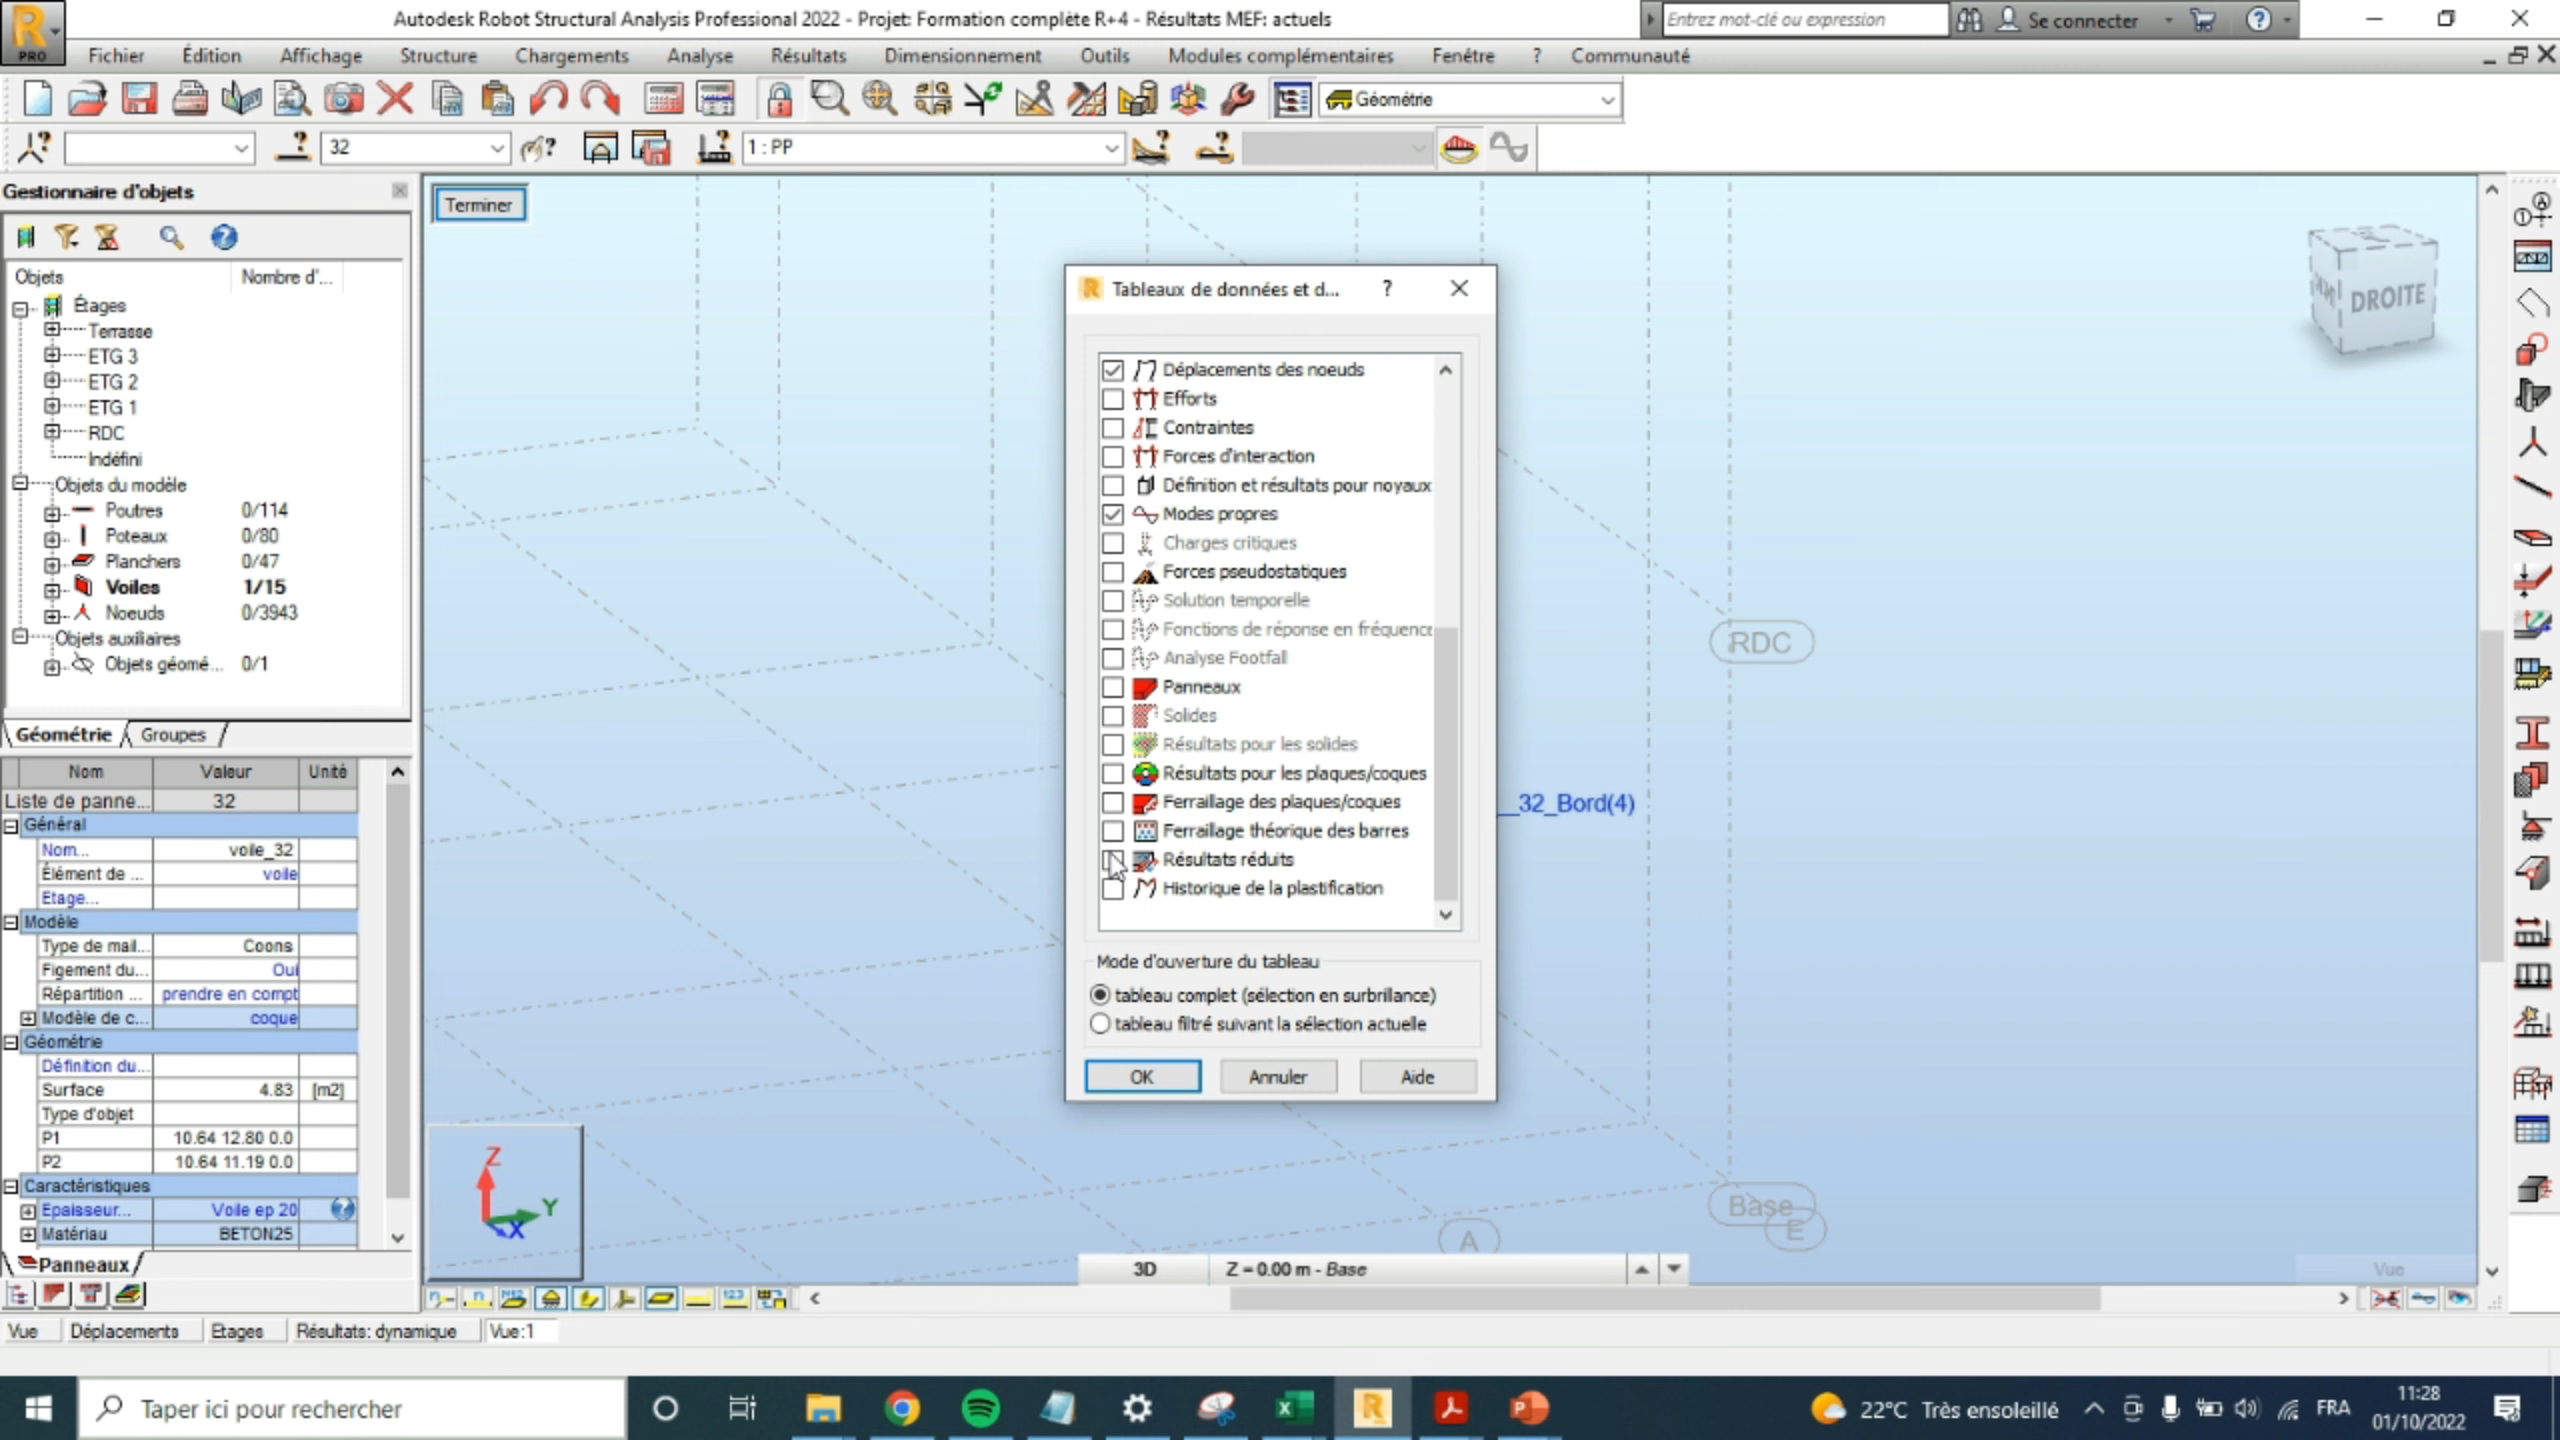 Autodesk Robot Structural Analysis Professional 2022 - Projet: Formation complète R+4 - Résultats MEF: actuels
Entrez mot-clé ou expression
Se connecter
PRO
Fichier Édition Affichage Structure Chargements Analyse Résultats Dimensionnement Outils Modules complémentaires Fenêtre ? Communauté
Géométrie
32
1 : PP
Gestionnaire d'objets
Objets Nombre d'...
Étages
Terrasse
ETG 3
ETG 2
ETG 1
RDC
Indéfini
Objets du modèle
Poutres 0/114
Poteaux 0/80
Planchers 0/47
Voiles 1/15
Noeuds 0/3943
Objets auxiliaires
Objets géomé... 0/1
Géométrie Groupes
Nom Valeur Unité
Liste de panne... 32
Général
Nom... voile_32
Élément de ... voile
Etage...
Modèle
Type de mail... Coons
Figement du... Oui
Répartition ... prendre en compt
Modèle de c... coque
Géométrie
Définition du...
Surface 4.83 [m2]
Type d'objet
P1 10.64 12.80 0.0
P2 10.64 11.19 0.0
Caractéristiques
Epaisseur... Voile ep 20
Matériau BETON25
Panneaux
Terminer
DROITE
RDC
_32_Bord(4)
Base
E
A
Z
Y
X
3D Z = 0.00 m - Base
Vue
Tableaux de données et d... ?
Déplacements des noeuds
Efforts
Contraintes
Forces d'interaction
Définition et résultats pour noyaux
Modes propres
Charges critiques
Forces pseudostatiques
Solution temporelle
Fonctions de réponse en fréquence
Analyse Footfall
Panneaux
Solides
Résultats pour les solides
Résultats pour les plaques/coques
Ferraillage des plaques/coques
Ferraillage théorique des barres
Résultats réduits
Historique de la plastification
Mode d'ouverture du tableau
tableau complet (sélection en surbrillance)
tableau filtré suivant la sélection actuelle
OK Annuler Aide
Vue Déplacements Etages Résultats: dynamique Vue:1
Taper ici pour rechercher
22°C Très ensoleillé
FRA
11:28
01/10/2022